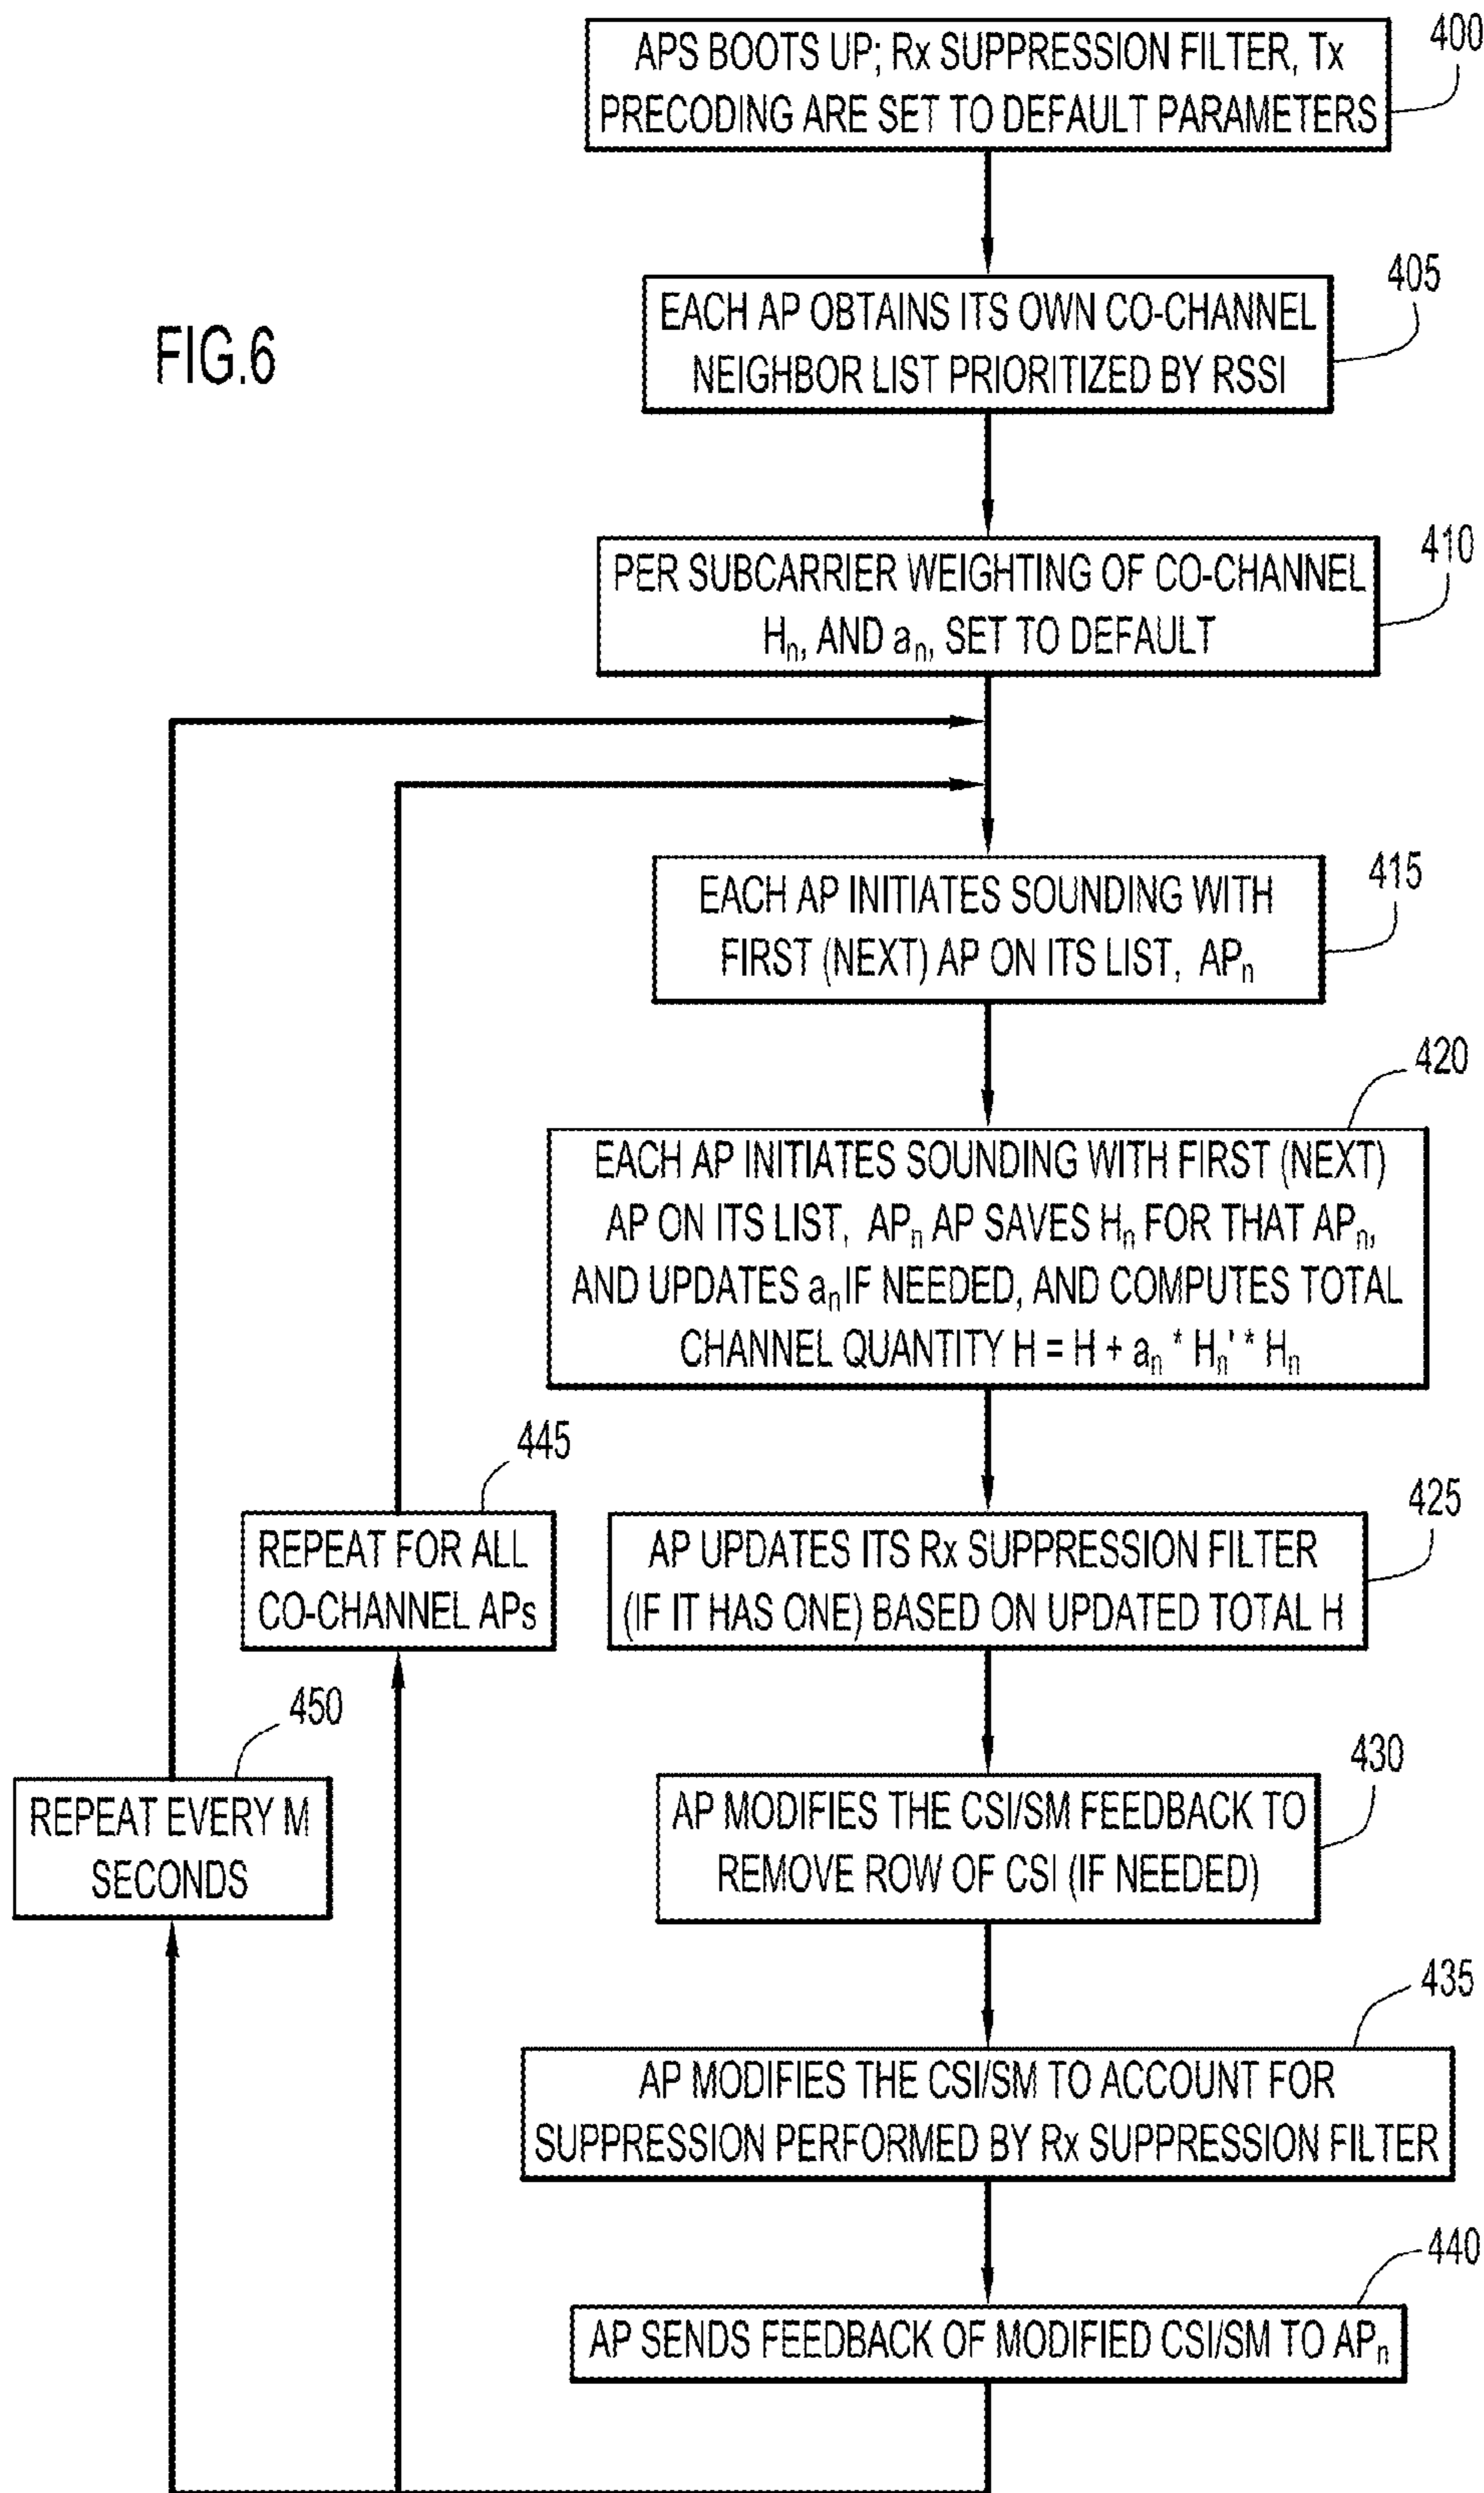 400
APS BOOTS UP; Rx SUPPRESSION FILTER, Tx
PRECODING ARE SET TO DEFAULT PARAMETERS
FIG.6
405
EACH AP OBTAINS ITS OWN CO-CHANNEL
NEIGHBOR LIST PRIORITIZED BY RSSI
410
PER SUBCARRIER WEIGHTING OF CO-CHANNEL
Hn, AND an, SET TO DEFAULT
415
EACH AP INITIATES SOUNDING WITH
FIRST (NEXT) AP ON ITS LIST, APn
420
EACH AP INITIATES SOUNDING WITH FIRST (NEXT)
AP ON ITS LIST, APn AP SAVES Hn FOR THAT APn,
AND UPDATES an IF NEEDED, AND COMPUTES TOTAL
CHANNEL QUANTITY H = H + an * Hn' * Hn
425
AP UPDATES ITS Rx SUPPRESSION FILTER
(IF IT HAS ONE) BASED ON UPDATED TOTAL H
445
REPEAT FOR ALL
CO-CHANNEL APs
430
AP MODIFIES THE CSI/SM FEEDBACK TO
REMOVE ROW OF CSI (IF NEEDED)
450
REPEAT EVERY M
SECONDS
435
AP MODIFIES THE CSI/SM TO ACCOUNT FOR
SUPPRESSION PERFORMED BY Rx SUPPRESSION FILTER
440
AP SENDS FEEDBACK OF MODIFIED CSI/SM TO APn